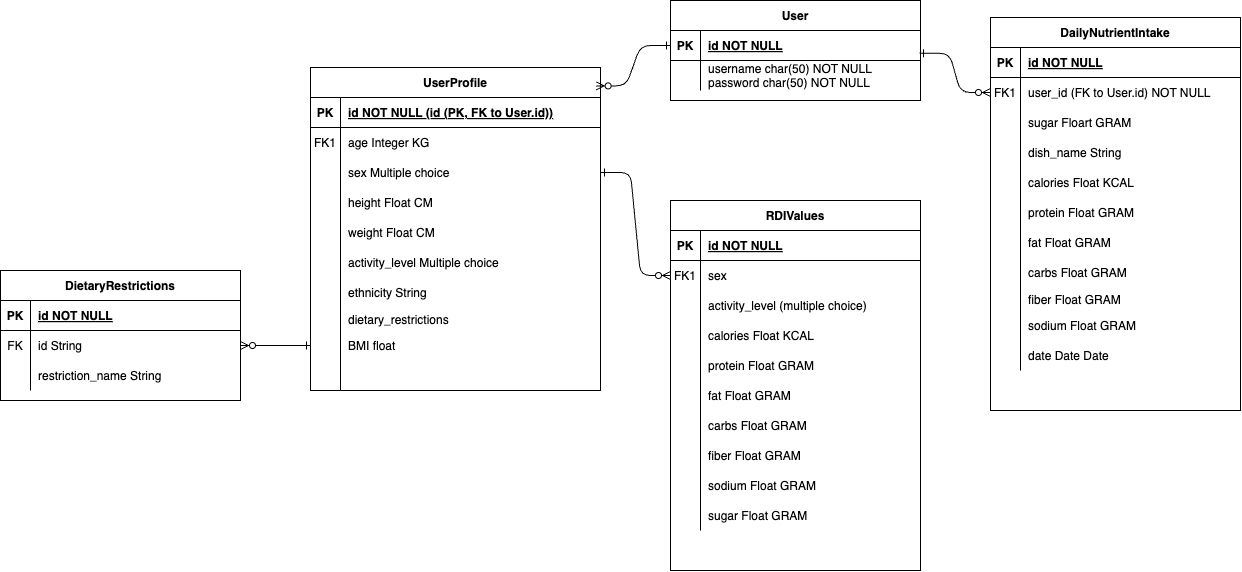 User
PK id NOT NULL
username char(50) NOT NULL
password char(50) NOT NULL
DailyNutrientIntake
PK id NOT NULL
FK1 user_id (FK to User.id) NOT NULL
sugar Floart GRAM
dish_name String
calories Float KCAL
protein Float GRAM
fat Float GRAM
carbs Float GRAM
fiber Float GRAM
sodium Float GRAM
date Date Date
UserProfile
PK id NOT NULL (id (PK, FK to User.id))
FK1 age Integer KG
sex Multiple choice
height Float CM
weight Float CM
activity_level Multiple choice
ethnicity String
dietary_restrictions
BMI float
RDIValues
PK id NOT NULL
FK1 sex
activity_level (multiple choice)
calories Float KCAL
protein Float GRAM
fat Float GRAM
carbs Float GRAM
fiber Float GRAM
sodium Float GRAM
sugar Float GRAM
DietaryRestrictions
PK id NOT NULL
FK id String
restriction_name String